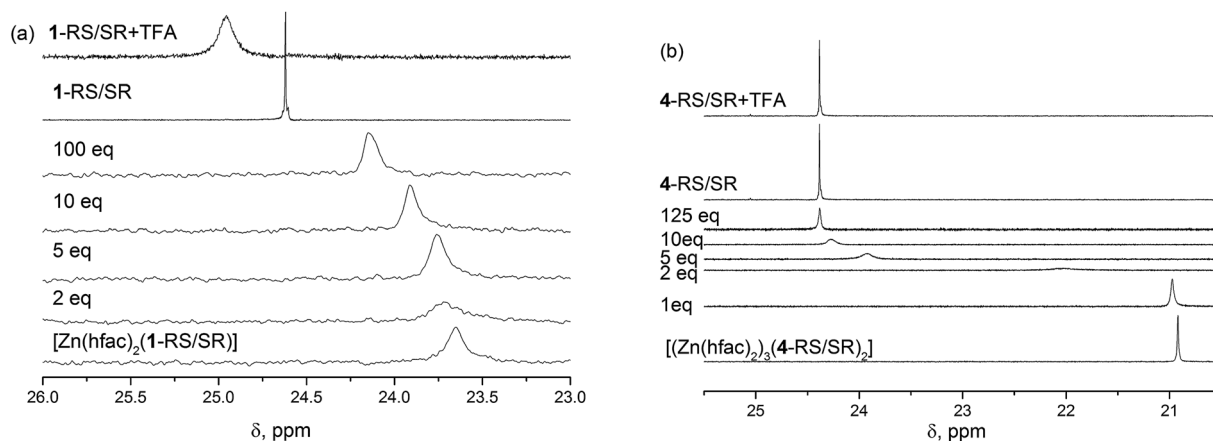 (a)
1-RS/SR+TFA
1-RS/SR
100 eq
10 eq
5 eq
2 eq
[Zn(hfac)2(1-RS/SR)]
26.0 25.5 25.0 24.5 24.0 23.5 23.0
δ, ppm
(b)
4-RS/SR+TFA
4-RS/SR
125 eq
10eq
5 eq
2 eq
1eq
[(Zn(hfac)2)3(4-RS/SR)2]
25 24 23 22 21
δ, ppm